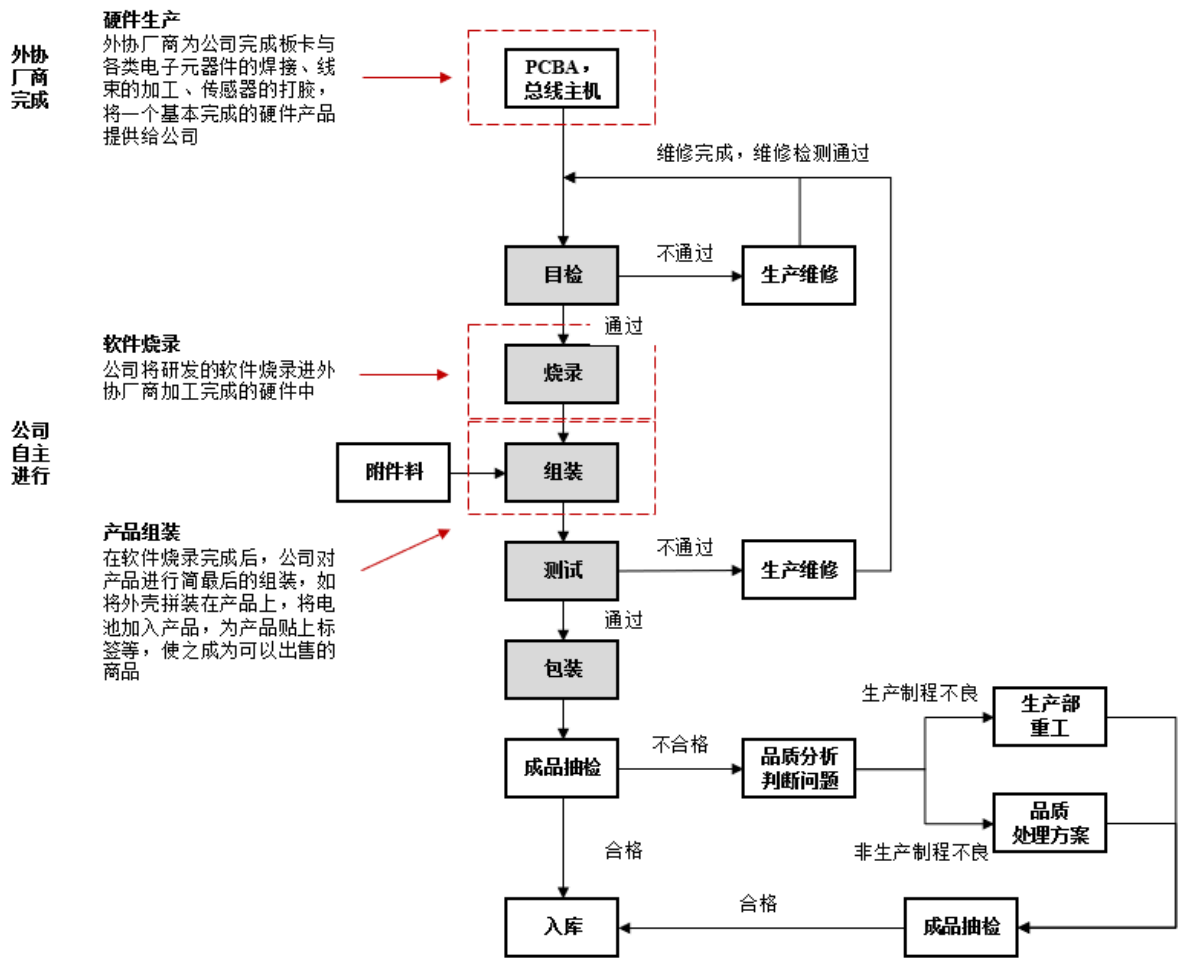 硬件生产
外协厂商为公司完成板卡与
各类电子元器件的焊接、线
束的加工、传感器的打胶，
将一个基本完成的硬件产品
提供给公司
外协
厂商
完成
PCBA，
总线主机
维修完成，维修检测通过
目检
不通过
生产维修
通过
软件烧录
公司将研发的软件烧录进外
协厂商加工完成的硬件中
烧录
公司
自主
进行
附件料
组装
产品组装
在软件烧录完成后，公司对
产品进行简最后的组装，如
将外壳拼装在产品上，将电
池加入产品，为产品贴上标
签等，使之成为可以出售的
商品
测试
不通过
生产维修
通过
包装
成品抽检
不合格
品质分析
判断问题
生产制程不良
生产部
重工
品质
处理方案
非生产制程不良
合格
入库
合格
成品抽检